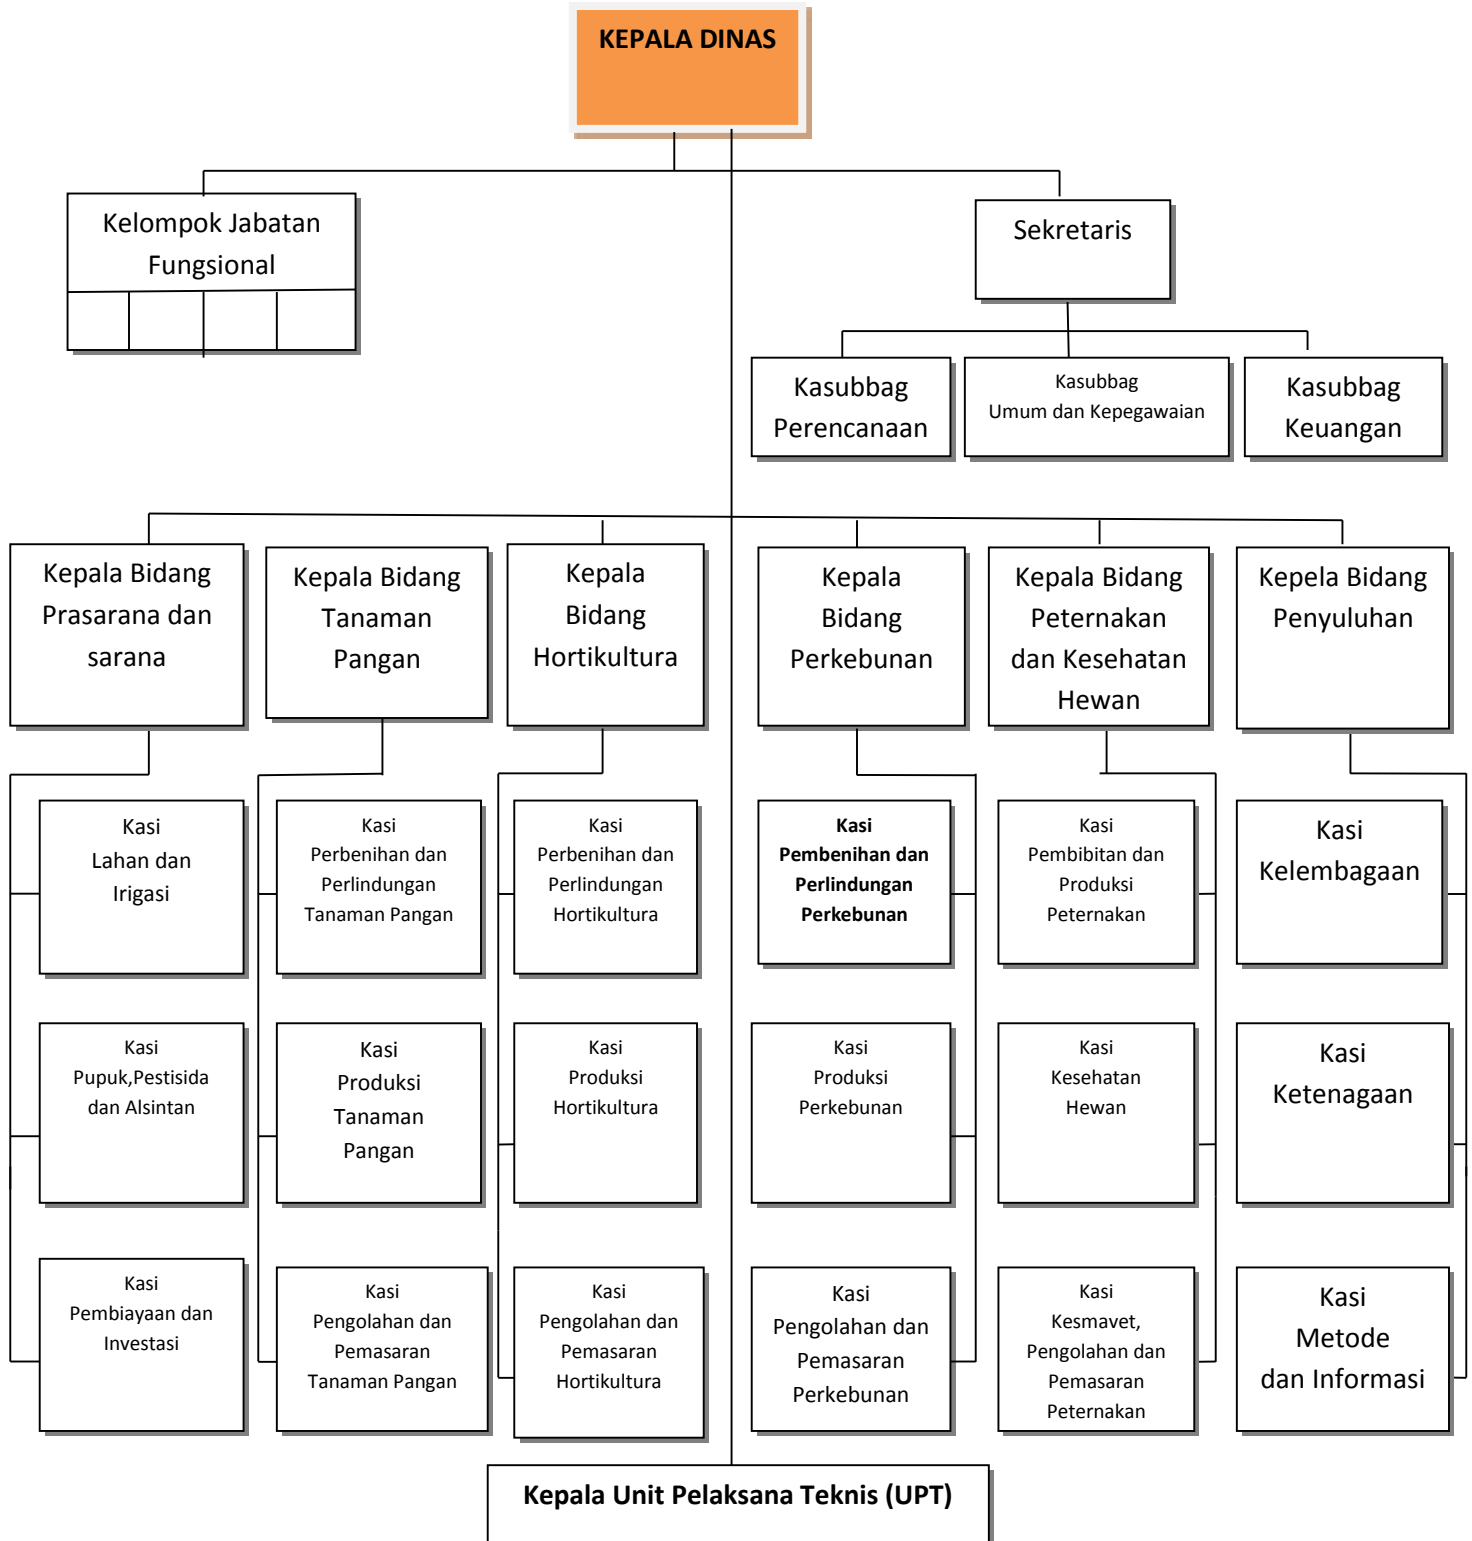 KEPALA DINAS
Kelompok Jabatan
Fungsional
Sekretaris
Kasubbag
Perencanaan
Kasubbag
Umum dan Kepegawaian
Kasubbag
Keuangan
Kepala Bidang
Prasarana dan
sarana
Kepala Bidang
Tanaman
Pangan
Kepala
Bidang
Hortikultura
Kepala
Bidang
Perkebunan
Kepala Bidang
Peternakan
dan Kesehatan
Hewan
Kepela Bidang
Penyuluhan
Kasi
Lahan dan
Irigasi
Kasi
Perbenihan dan
Perlindungan
Tanaman Pangan
Kasi
Perbenihan dan
Perlindungan
Hortikultura
Kasi
Pembenihan dan
Perlindungan
Perkebunan
Kasi
Pembibitan dan
Produksi
Peternakan
Kasi
Kelembagaan
Kasi
Pupuk,Pestisida
dan Alsintan
Kasi
Produksi
Tanaman
Pangan
Kasi
Produksi
Hortikultura
Kasi
Produksi
Perkebunan
Kasi
Kesehatan
Hewan
Kasi
Ketenagaan
Kasi
Pembiayaan dan
Investasi
Kasi
Pengolahan dan
Pemasaran
Tanaman Pangan
Kasi
Pengolahan dan
Pemasaran
Hortikultura
Kasi
Pengolahan dan
Pemasaran
Perkebunan
Kasi
Kesmavet,
Pengolahan dan
Pemasaran
Peternakan
Kasi
Metode
dan Informasi
Kepala Unit Pelaksana Teknis (UPT)